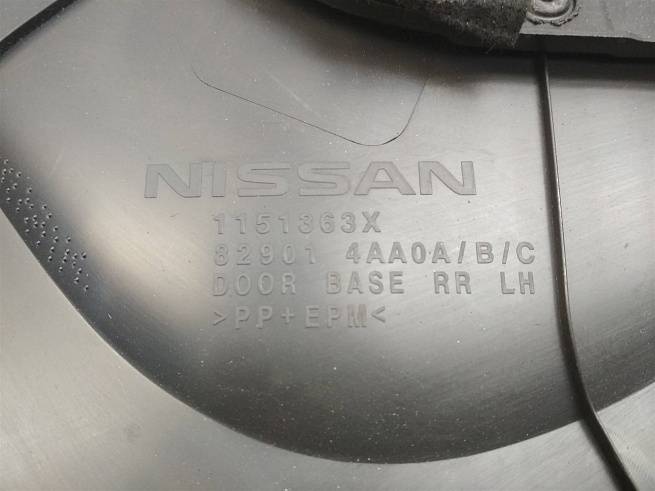 NISSAN
1151363X
82901 4AA0A/B/C
DOOR BASE RR LH
>PP+EPM<